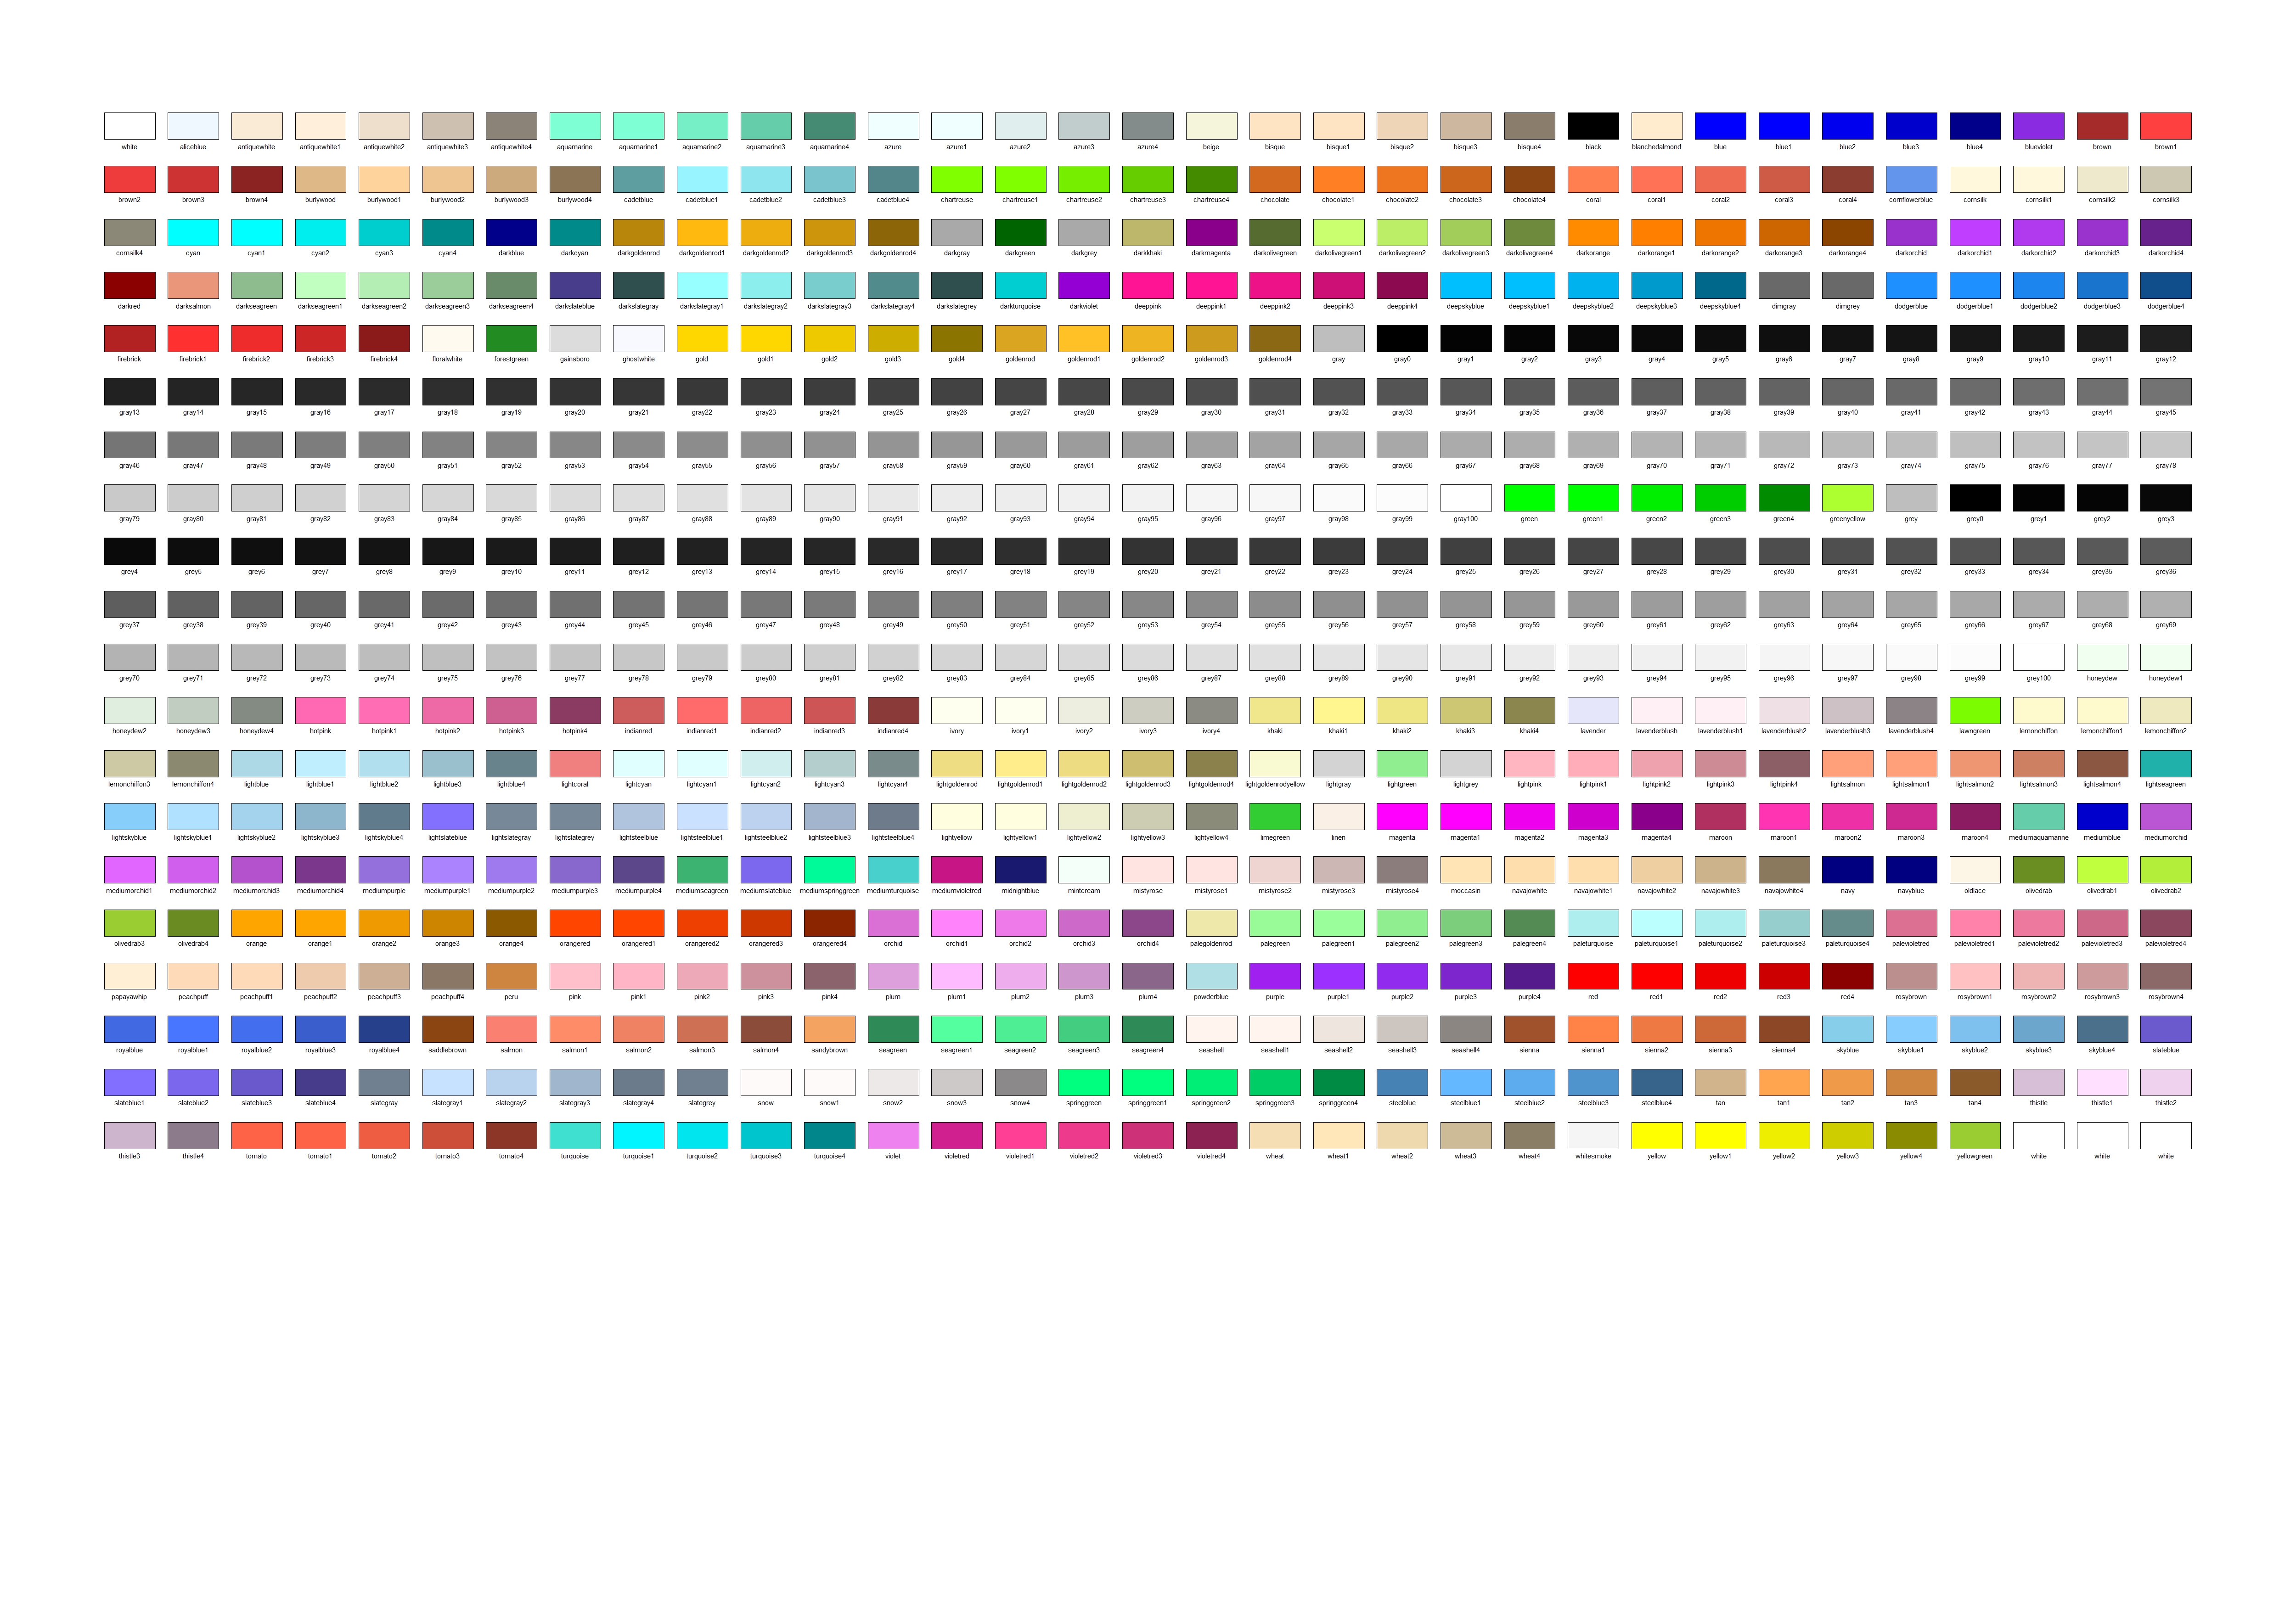 white aliceblue antiquewhite antiquewhite1 antiquewhite2 antiquewhite3 antiquewhite4 aquamarine aquamarine1 aquamarine2 aquamarine3 aquamarine4 azure azure1 azure2 azure3 azure4 beige bisque bisque1 bisque2 bisque3 bisque4 black blanchedalmond blue blue1 blue2 blue3 blue4 blueviolet brown brown1
brown2 brown3 brown4 burlywood burlywood1 burlywood2 burlywood3 burlywood4 cadetblue cadetblue1 cadetblue2 cadetblue3 cadetblue4 chartreuse chartreuse1 chartreuse2 chartreuse3 chartreuse4 chocolate chocolate1 chocolate2 chocolate3 chocolate4 coral coral1 coral2 coral3 coral4 cornflowerblue cornsilk cornsilk1 cornsilk2 cornsilk3
cornsilk4 cyan cyan1 cyan2 cyan3 cyan4 darkblue darkcyan darkgoldenrod darkgoldenrod1 darkgoldenrod2 darkgoldenrod3 darkgoldenrod4 darkgray darkgreen darkgrey darkkhaki darkmagenta darkolivegreen darkolivegreen1 darkolivegreen2 darkolivegreen3 darkolivegreen4 darkorange darkorange1 darkorange2 darkorange3 darkorange4 darkorchid darkorchid1 darkorchid2 darkorchid3 darkorchid4
darkred darksalmon darkseagreen darkseagreen1 darkseagreen2 darkseagreen3 darkseagreen4 darkslateblue darkslategray darkslategray1 darkslategray2 darkslategray3 darkslategray4 darkslategrey darkturquoise darkviolet deeppink deeppink1 deeppink2 deeppink3 deeppink4 deepskyblue deepskyblue1 deepskyblue2 deepskyblue3 deepskyblue4 dimgray dimgrey dodgerblue dodgerblue1 dodgerblue2 dodgerblue3 dodgerblue4
firebrick firebrick1 firebrick2 firebrick3 firebrick4 floralwhite forestgreen gainsboro ghostwhite gold gold1 gold2 gold3 gold4 goldenrod goldenrod1 goldenrod2 goldenrod3 goldenrod4 gray gray0 gray1 gray2 gray3 gray4 gray5 gray6 gray7 gray8 gray9 gray10 gray11 gray12
gray13 gray14 gray15 gray16 gray17 gray18 gray19 gray20 gray21 gray22 gray23 gray24 gray25 gray26 gray27 gray28 gray29 gray30 gray31 gray32 gray33 gray34 gray35 gray36 gray37 gray38 gray39 gray40 gray41 gray42 gray43 gray44 gray45
gray46 gray47 gray48 gray49 gray50 gray51 gray52 gray53 gray54 gray55 gray56 gray57 gray58 gray59 gray60 gray61 gray62 gray63 gray64 gray65 gray66 gray67 gray68 gray69 gray70 gray71 gray72 gray73 gray74 gray75 gray76 gray77 gray78
gray79 gray80 gray81 gray82 gray83 gray84 gray85 gray86 gray87 gray88 gray89 gray90 gray91 gray92 gray93 gray94 gray95 gray96 gray97 gray98 gray99 gray100 green green1 green2 green3 green4 greenyellow grey grey0 grey1 grey2 grey3
grey4 grey5 grey6 grey7 grey8 grey9 grey10 grey11 grey12 grey13 grey14 grey15 grey16 grey17 grey18 grey19 grey20 grey21 grey22 grey23 grey24 grey25 grey26 grey27 grey28 grey29 grey30 grey31 grey32 grey33 grey34 grey35 grey36
grey37 grey38 grey39 grey40 grey41 grey42 grey43 grey44 grey45 grey46 grey47 grey48 grey49 grey50 grey51 grey52 grey53 grey54 grey55 grey56 grey57 grey58 grey59 grey60 grey61 grey62 grey63 grey64 grey65 grey66 grey67 grey68 grey69
grey70 grey71 grey72 grey73 grey74 grey75 grey76 grey77 grey78 grey79 grey80 grey81 grey82 grey83 grey84 grey85 grey86 grey87 grey88 grey89 grey90 grey91 grey92 grey93 grey94 grey95 grey96 grey97 grey98 grey99 grey100 honeydew honeydew1
honeydew2 honeydew3 honeydew4 hotpink hotpink1 hotpink2 hotpink3 hotpink4 indianred indianred1 indianred2 indianred3 indianred4 ivory ivory1 ivory2 ivory3 ivory4 khaki khaki1 khaki2 khaki3 khaki4 lavender lavenderblush lavenderblush1 lavenderblush2 lavenderblush3 lavenderblush4 lawngreen lemonchiffon lemonchiffon1 lemonchiffon2
lemonchiffon3 lemonchiffon4 lightblue lightblue1 lightblue2 lightblue3 lightblue4 lightcoral lightcyan lightcyan1 lightcyan2 lightcyan3 lightcyan4 lightgoldenrod lightgoldenrod1 lightgoldenrod2 lightgoldenrod3 lightgoldenrod4 lightgoldenrodyellow lightgray lightgreen lightgrey lightpink lightpink1 lightpink2 lightpink3 lightpink4 lightsalmon lightsalmon1 lightsalmon2 lightsalmon3 lightsalmon4 lightseagreen
lightskyblue lightskyblue1 lightskyblue2 lightskyblue3 lightskyblue4 lightslateblue lightslategray lightslategrey lightsteelblue lightsteelblue1 lightsteelblue2 lightsteelblue3 lightsteelblue4 lightyellow lightyellow1 lightyellow2 lightyellow3 lightyellow4 limegreen linen magenta magenta1 magenta2 magenta3 magenta4 maroon maroon1 maroon2 maroon3 maroon4 mediumaquamarine mediumblue mediumorchid
mediumorchid1 mediumorchid2 mediumorchid3 mediumorchid4 mediumpurple mediumpurple1 mediumpurple2 mediumpurple3 mediumpurple4 mediumseagreen mediumslateblue mediumspringgreen mediumturquoise mediumvioletred midnightblue mintcream mistyrose mistyrose1 mistyrose2 mistyrose3 mistyrose4 moccasin navajowhite navajowhite1 navajowhite2 navajowhite3 navajowhite4 navy navyblue oldlace olivedrab olivedrab1 olivedrab2
olivedrab3 olivedrab4 orange orange1 orange2 orange3 orange4 orangered orangered1 orangered2 orangered3 orangered4 orchid orchid1 orchid2 orchid3 orchid4 palegoldenrod palegreen palegreen1 palegreen2 palegreen3 palegreen4 paleturquoise paleturquoise1 paleturquoise2 paleturquoise3 paleturquoise4 palevioletred palevioletred1 palevioletred2 palevioletred3 palevioletred4
papayawhip peachpuff peachpuff1 peachpuff2 peachpuff3 peachpuff4 peru pink pink1 pink2 pink3 pink4 plum plum1 plum2 plum3 plum4 powderblue purple purple1 purple2 purple3 purple4 red red1 red2 red3 red4 rosybrown rosybrown1 rosybrown2 rosybrown3 rosybrown4
royalblue royalblue1 royalblue2 royalblue3 royalblue4 saddlebrown salmon salmon1 salmon2 salmon3 salmon4 sandybrown seagreen seagreen1 seagreen2 seagreen3 seagreen4 seashell seashell1 seashell2 seashell3 seashell4 sienna sienna1 sienna2 sienna3 sienna4 skyblue skyblue1 skyblue2 skyblue3 skyblue4 slateblue
slateblue1 slateblue2 slateblue3 slateblue4 slategray slategray1 slategray2 slategray3 slategray4 slategrey snow snow1 snow2 snow3 snow4 springgreen springgreen1 springgreen2 springgreen3 springgreen4 steelblue steelblue1 steelblue2 steelblue3 steelblue4 tan tan1 tan2 tan3 tan4 thistle thistle1 thistle2
thistle3 thistle4 tomato tomato1 tomato2 tomato3 tomato4 turquoise turquoise1 turquoise2 turquoise3 turquoise4 violet violetred violetred1 violetred2 violetred3 violetred4 wheat wheat1 wheat2 wheat3 wheat4 whitesmoke yellow yellow1 yellow2 yellow3 yellow4 yellowgreen white white white